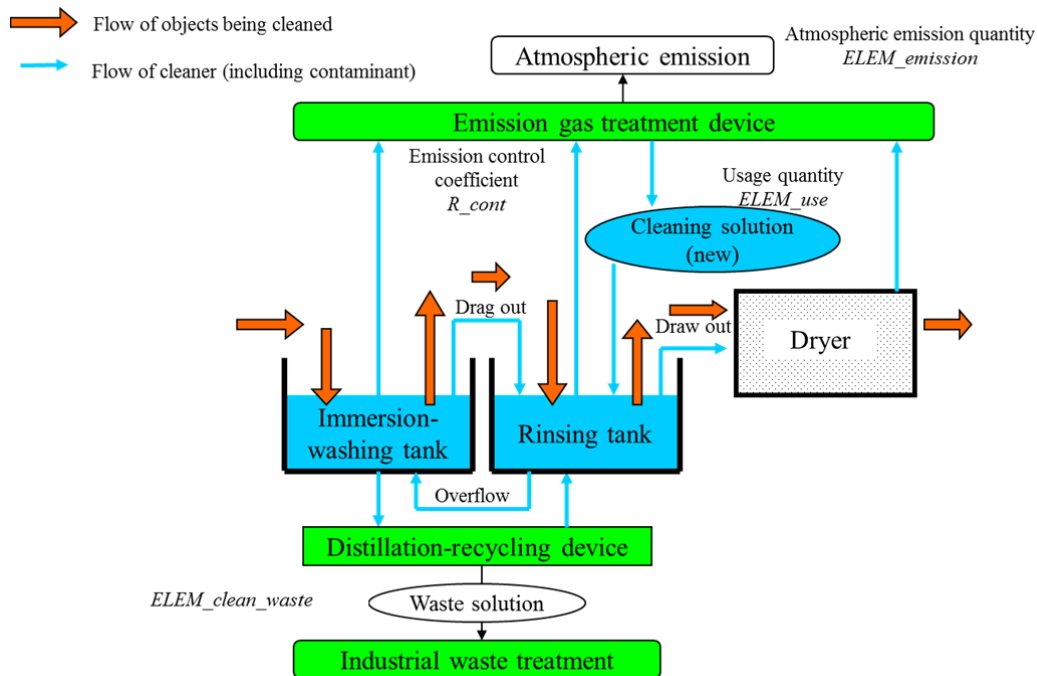 Flow of objects being cleaned
Flow of cleaner (including contaminant)
Atmospheric emission quantity
ELEM_emission
Atmospheric emission
Emission gas treatment device
Emission control
coefficient
R_cont
Usage quantity
ELEM_use
Cleaning solution
(new)
Drag out
Draw out
Dryer
Immersion-
washing tank
Rinsing tank
Overflow
Distillation-recycling device
ELEM_clean_waste
Waste solution
Industrial waste treatment